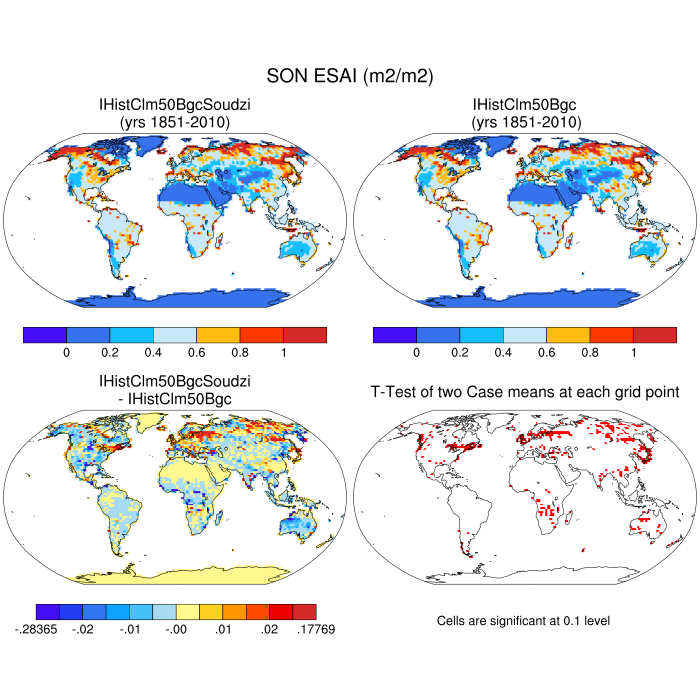 SON ESAI (m2/m2)
IHistClm50BgcSoudzi
(yrs 1851-2010)
IHistClm50Bgc
(yrs 1851-2010)
0 0.2 0.4 0.6 0.8 1
0 0.2 0.4 0.6 0.8 1
IHistClm50BgcSoudzi
- IHistClm50Bgc
T-Test of two Case means at each grid point
-.28365 -.02 -.01 -.00 .01 .02 .17769
Cells are significant at 0.1 level